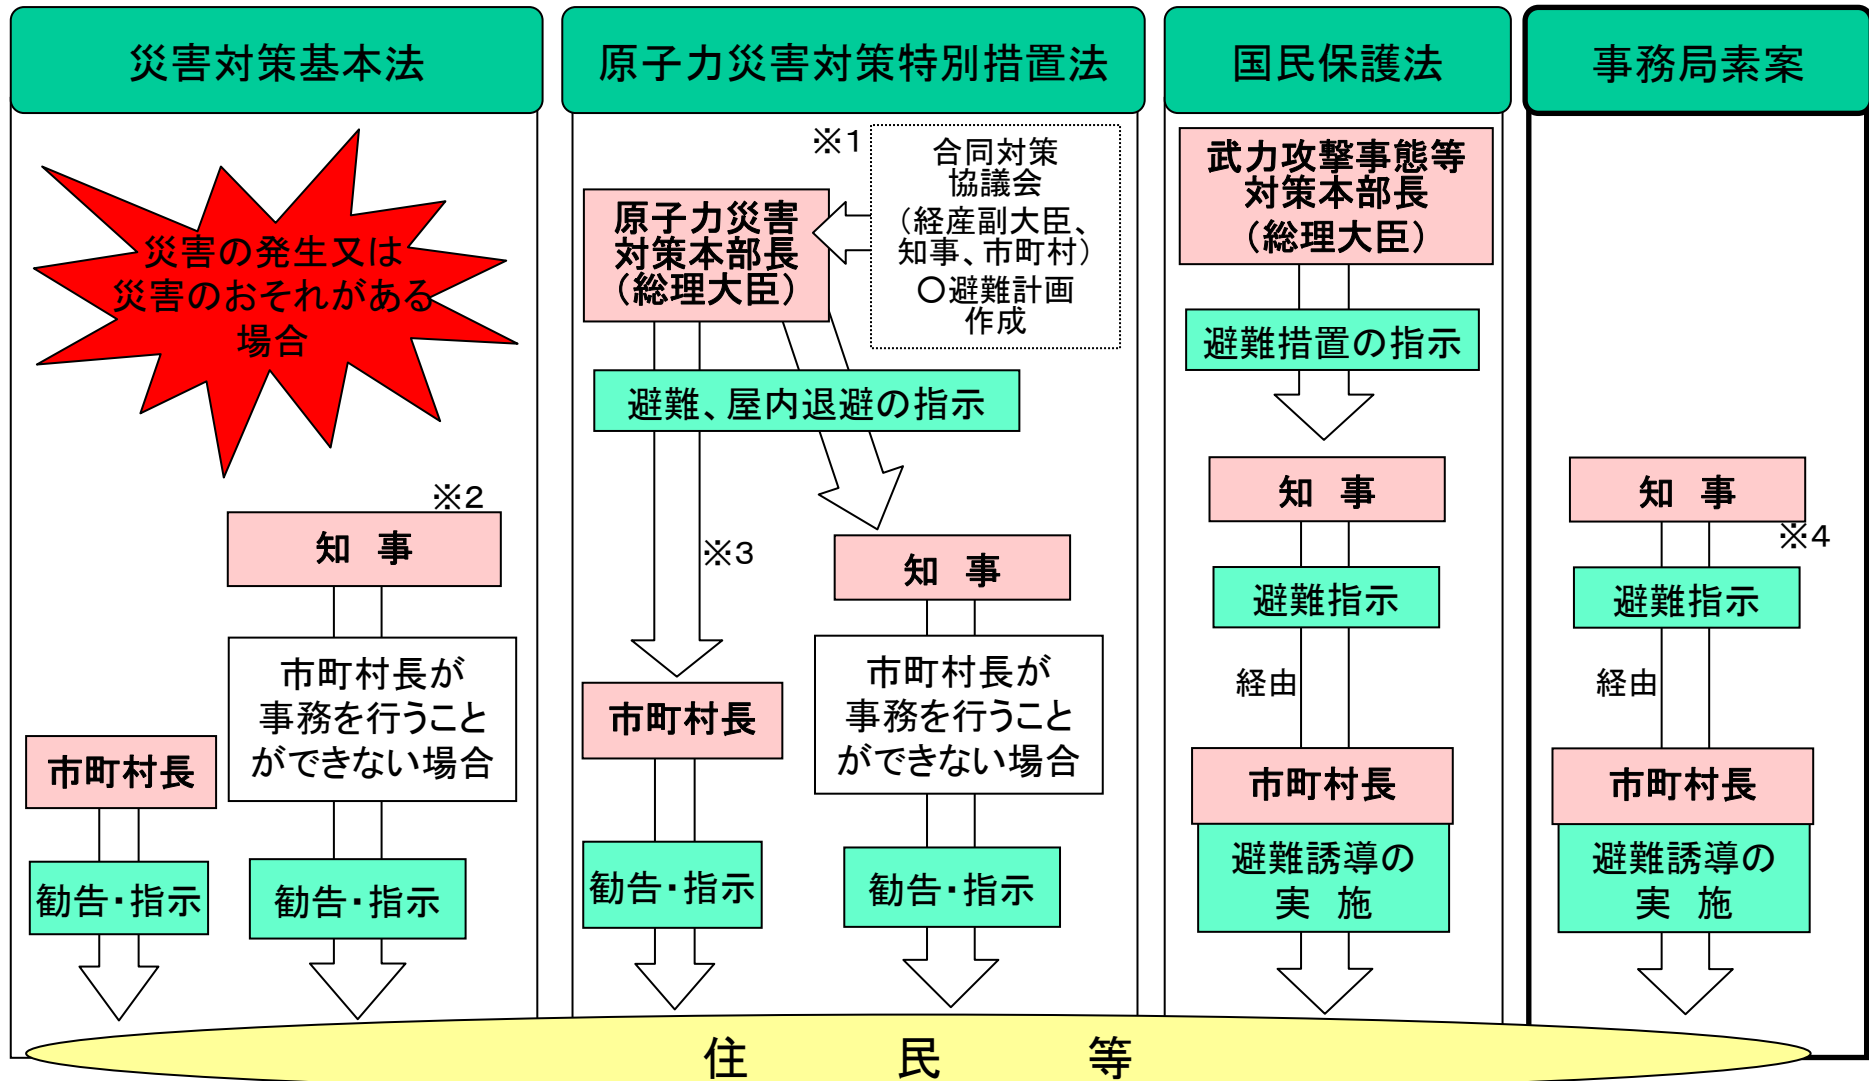 災害対策基本法
災害の発生又は
災害のおそれがある
場合
※2
知　事
市町村長が
事務を行うこと
ができない場合
市町村長
勧告・指示
勧告・指示
原子力災害対策特別措置法
※1
合同対策
協議会
（経産副大臣、
知事、市町村）
〇避難計画
作成
原子力災害
対策本部長
（総理大臣）
避難、屋内退避の指示
※3
知　事
市町村長が
事務を行うこと
ができない場合
市町村長
勧告・指示
勧告・指示
国民保護法
武力攻撃事態等
対策本部長
（総理大臣）
避難措置の指示
知　事
避難指示
経由
市町村長
避難誘導の
実　施
事務局素案
知　事
※4
避難指示
経由
市町村長
避難誘導の
実　施
住　民　等